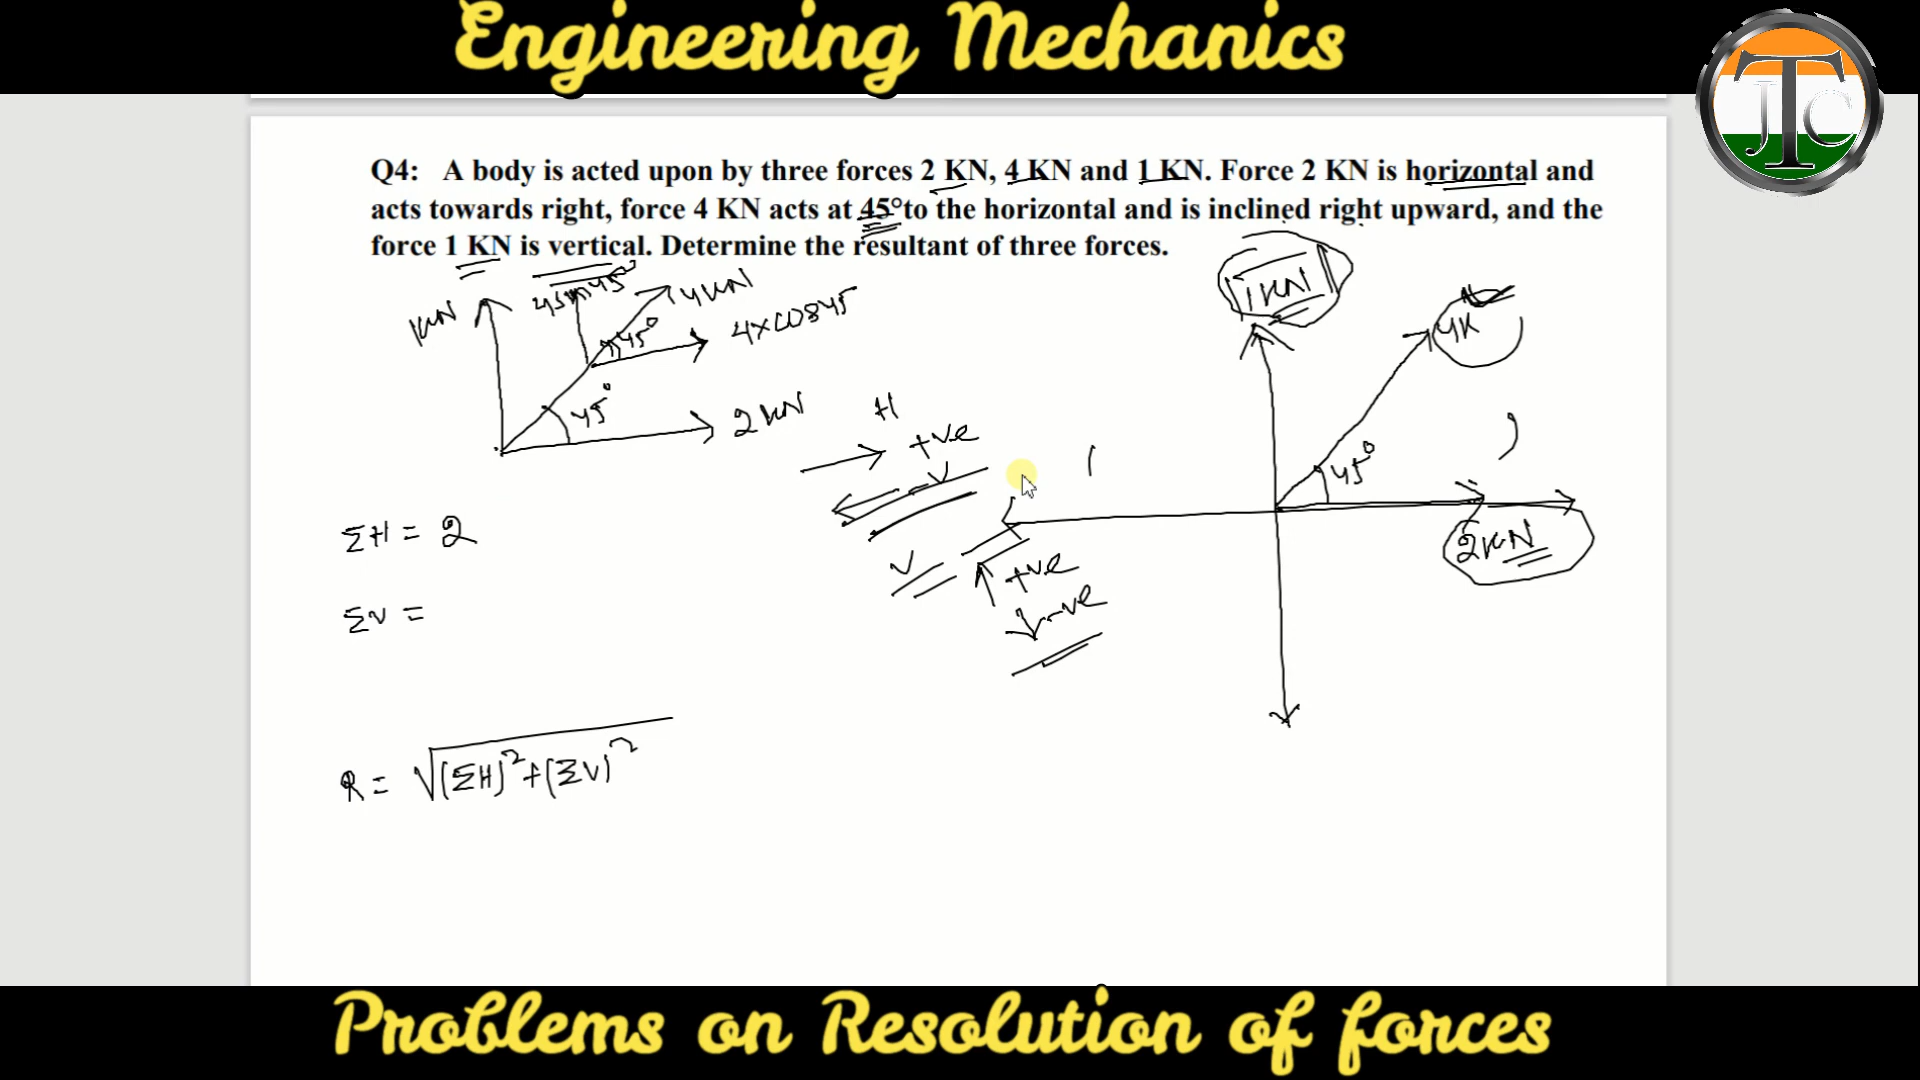 Engineering Mechanics
JTC
Q4: A body is acted upon by three forces 2 KN, 4 KN and 1 KN. Force 2 KN is horizontal and
acts towards right, force 4 KN acts at 45°to the horizontal and is inclined right upward, and the
force 1 KN is vertical. Determine the resultant of three forces.
1KN
4sin45°
4KN
4×cos45
45°
45°
2KN
H
+ve
-v
V
+ve
-ve
1KN
4K
45°
2KN
ΣH = 2
ΣV =
R = √(ΣH)²+(ΣV)²
Problems on Resolution of forces